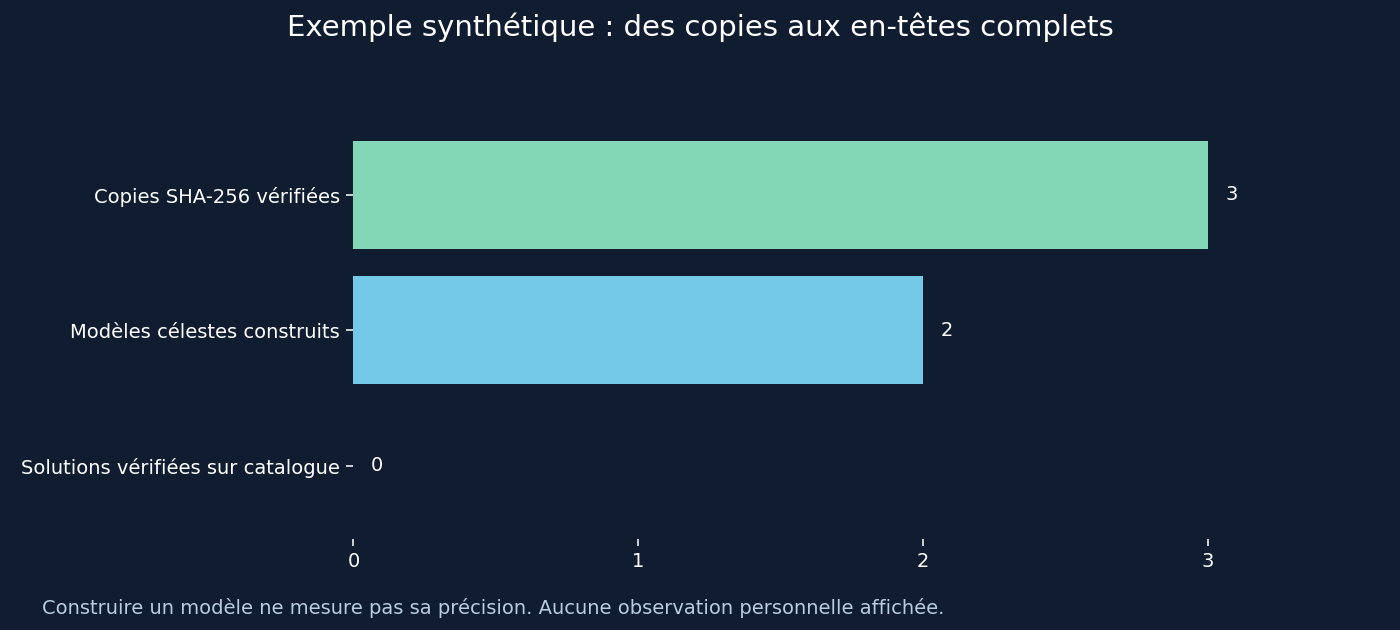 Exemple synthétique : des copies aux en-têtes complets
Copies SHA-256 vérifiées
3
Modèles célestes construits
2
Solutions vérifiées sur catalogue
0
0 1 2 3
Construire un modèle ne mesure pas sa précision. Aucune observation personnelle affichée.